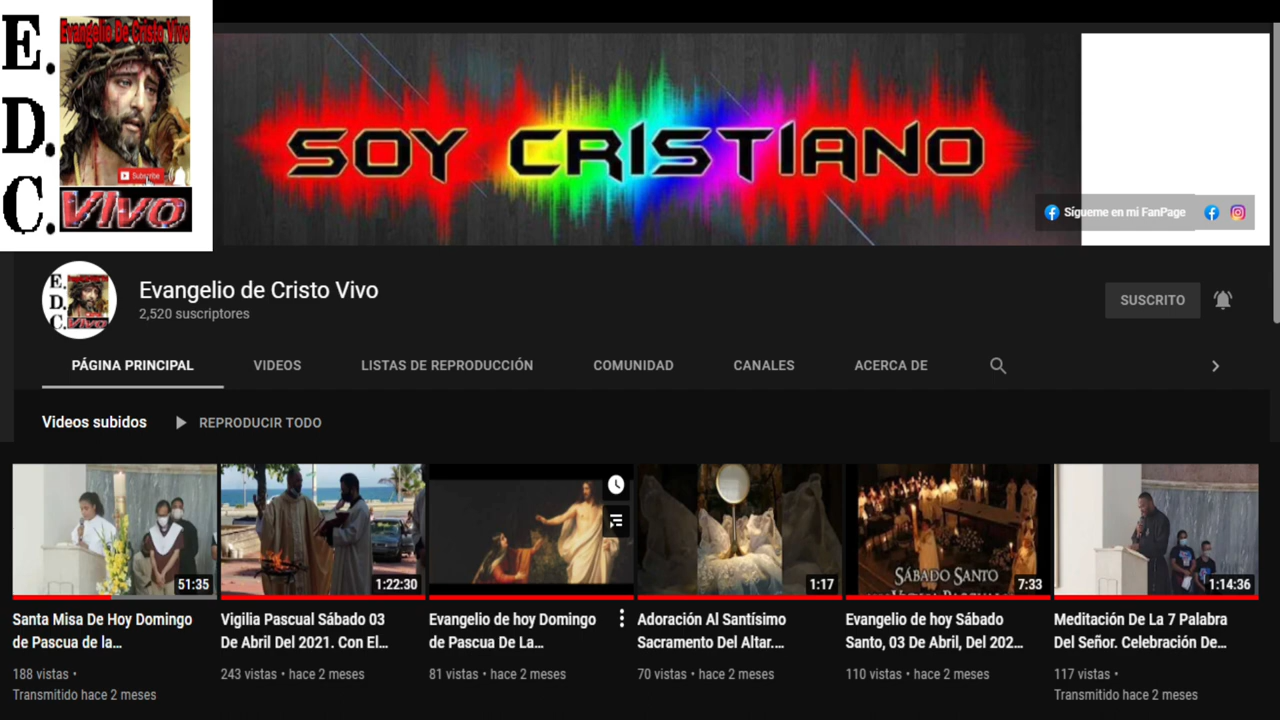 E.
D.
C.
Evangelio De Cristo Vivo
Subscribe
Vivo
SOY CRISTIANO
Sígueme en mi FanPage
E.
D.
C.
Vivo
Evangelio de Cristo Vivo
2,520 suscriptores
SUSCRITO
PÁGINA PRINCIPAL
VIDEOS
LISTAS DE REPRODUCCIÓN
COMUNIDAD
CANALES
ACERCA DE
Videos subidos
REPRODUCIR TODO
51:35
1:22:30
1:17
SÁBADO SANTO
7:33
1:14:36
Santa Misa De Hoy Domingo
de Pascua de la...
188 vistas •
Transmitido hace 2 meses
Vigilia Pascual Sábado 03
De Abril Del 2021. Con El...
243 vistas • hace 2 meses
Evangelio de hoy Domingo
de Pascua De La...
81 vistas • hace 2 meses
Adoración Al Santísimo
Sacramento Del Altar....
70 vistas • hace 2 meses
Evangelio de hoy Sábado
Santo, 03 De Abril, Del 202...
110 vistas • hace 2 meses
Meditación De La 7 Palabra
Del Señor. Celebración De...
117 vistas •
Transmitido hace 2 meses